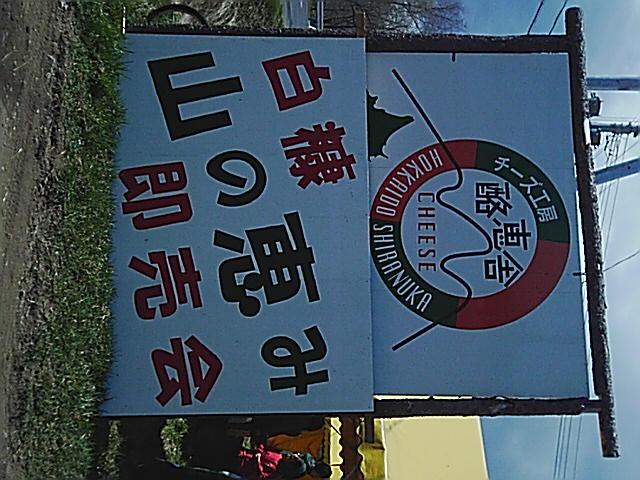 チーズ工房
酪恵舎
CHEESE
HOKKAIDO SHIRANUKA
白糠
山の恵み
即売会